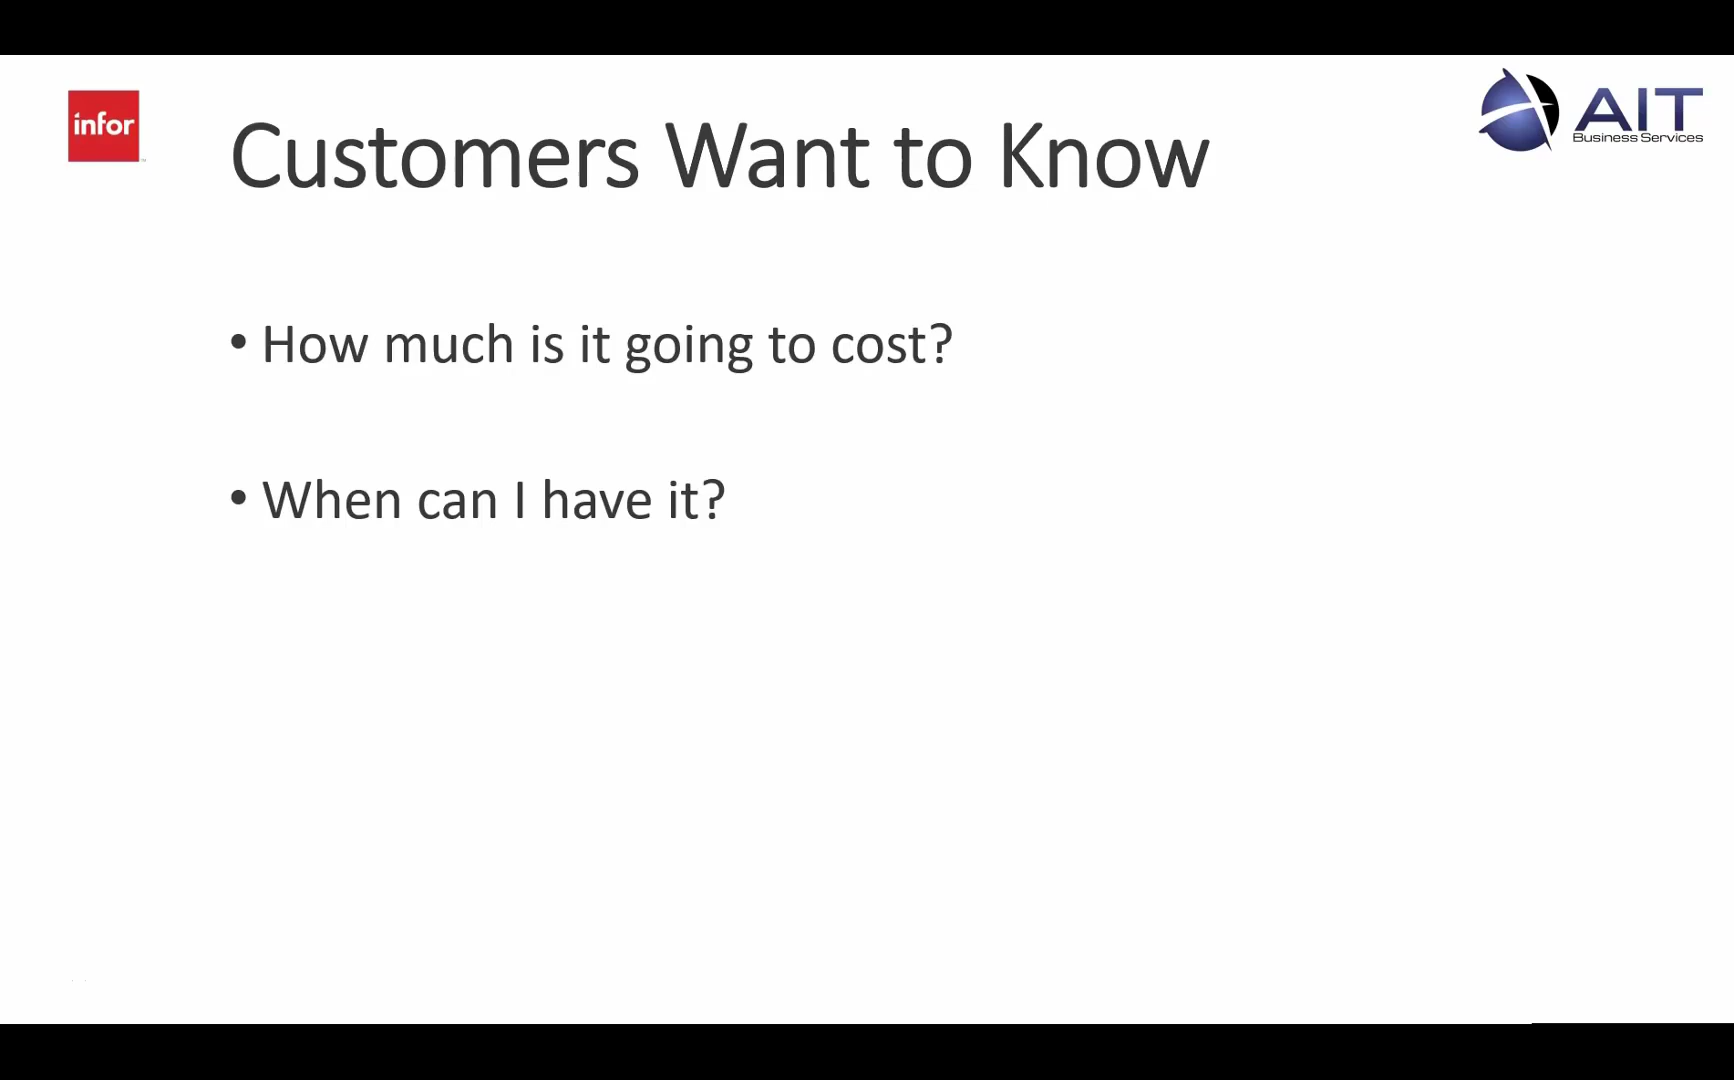 infor
AIT
Business Services
Customers Want to Know
• How much is it going to cost?
• When can I have it?